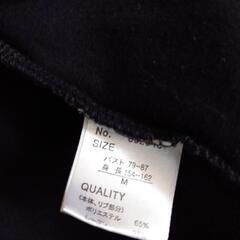 No.
SIZE
バスト 79-87
身長 154-162
M
QUALITY
(本体、リブ部分)
ポリエステル 65%